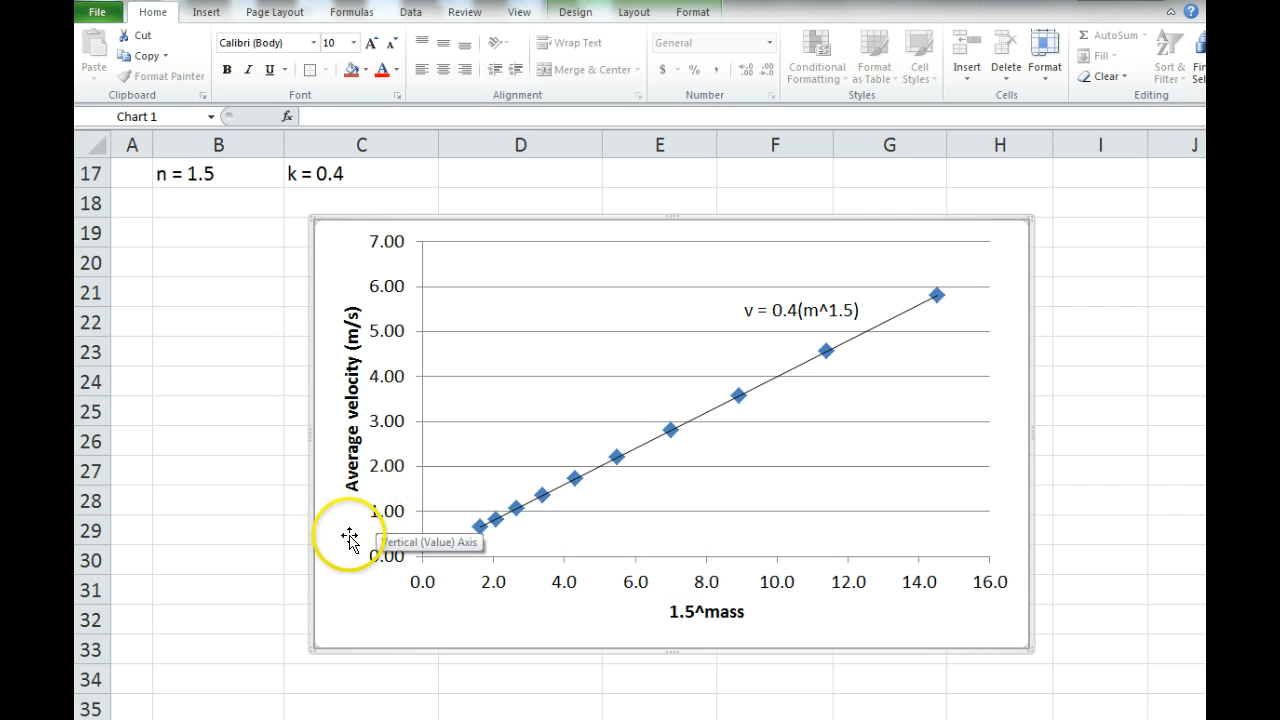 File Home Insert Page Layout Formulas Data Review View Design Layout Format
Cut
Calibri (Body) 10 A A Wrap Text General AutoSum
Copy Fill
Paste Format Painter B I U A Merge & Center $ % , Conditional Formatting Format as Table Cell Styles Insert Delete Format Clear Sort & Filter
Clipboard Font Alignment Number Styles Cells Editing
Chart 1 fx
A B C D E F G H I J
17 n = 1.5 k = 0.4
18
19
20
21
22
23
24
25
26
27
28
29
30
31
32
33
34
35
7.00
6.00
v = 0.4(m^1.5)
5.00
4.00
3.00
2.00
1.00
0.00
Average velocity (m/s)
Vertical (Value) Axis
0.0 2.0 4.0 6.0 8.0 10.0 12.0 14.0 16.0
1.5^mass